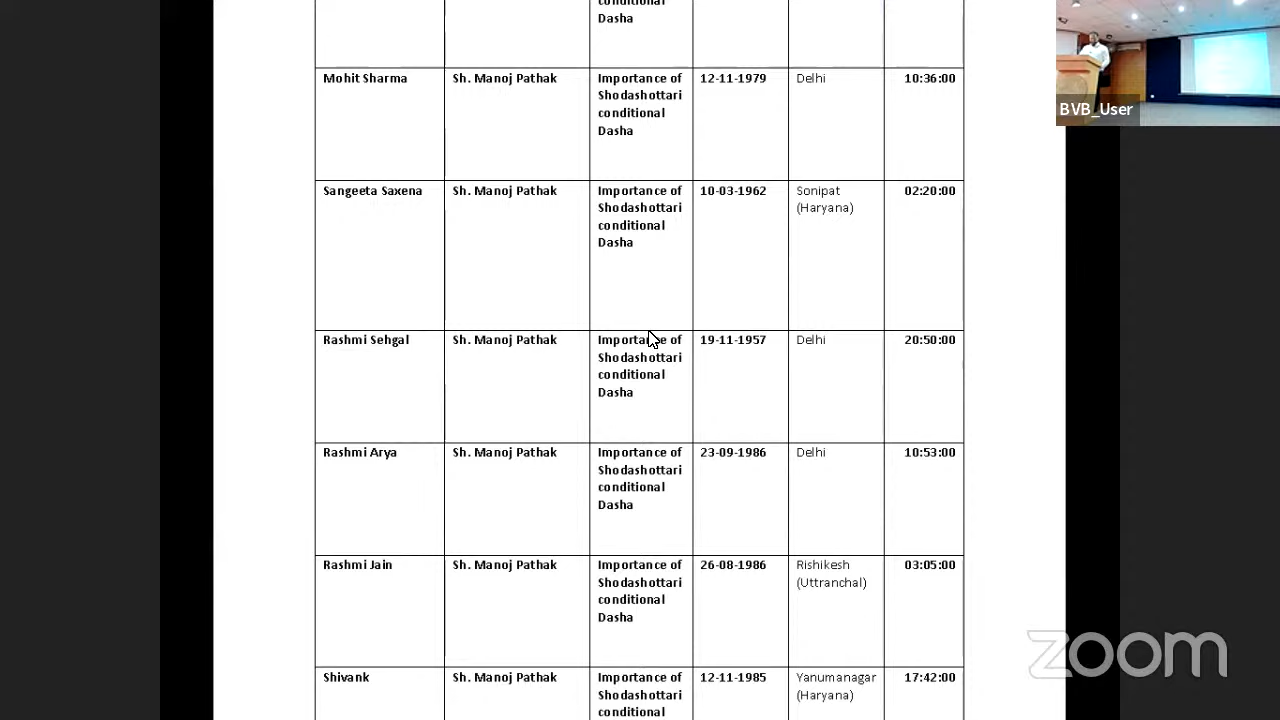 conditional
Dasha
Mohit Sharma Sh. Manoj Pathak Importance of 12-11-1979 Delhi 10:36:00
Shodashottari
conditional
Dasha
Sangeeta Saxena Sh. Manoj Pathak Importance of 10-03-1962 Sonipat 02:20:00
Shodashottari (Haryana)
conditional
Dasha
Rashmi Sehgal Sh. Manoj Pathak Importance of 19-11-1957 Delhi 20:50:00
Shodashottari
conditional
Dasha
Rashmi Arya Sh. Manoj Pathak Importance of 23-09-1986 Delhi 10:53:00
Shodashottari
conditional
Dasha
Rashmi Jain Sh. Manoj Pathak Importance of 26-08-1986 Rishikesh 03:05:00
Shodashottari (Uttranchal)
conditional
Dasha
Shivank Sh. Manoj Pathak Importance of 12-11-1985 Yanumanagar 17:42:00
Shodashottari (Haryana)
conditional
BVB_User
zoom